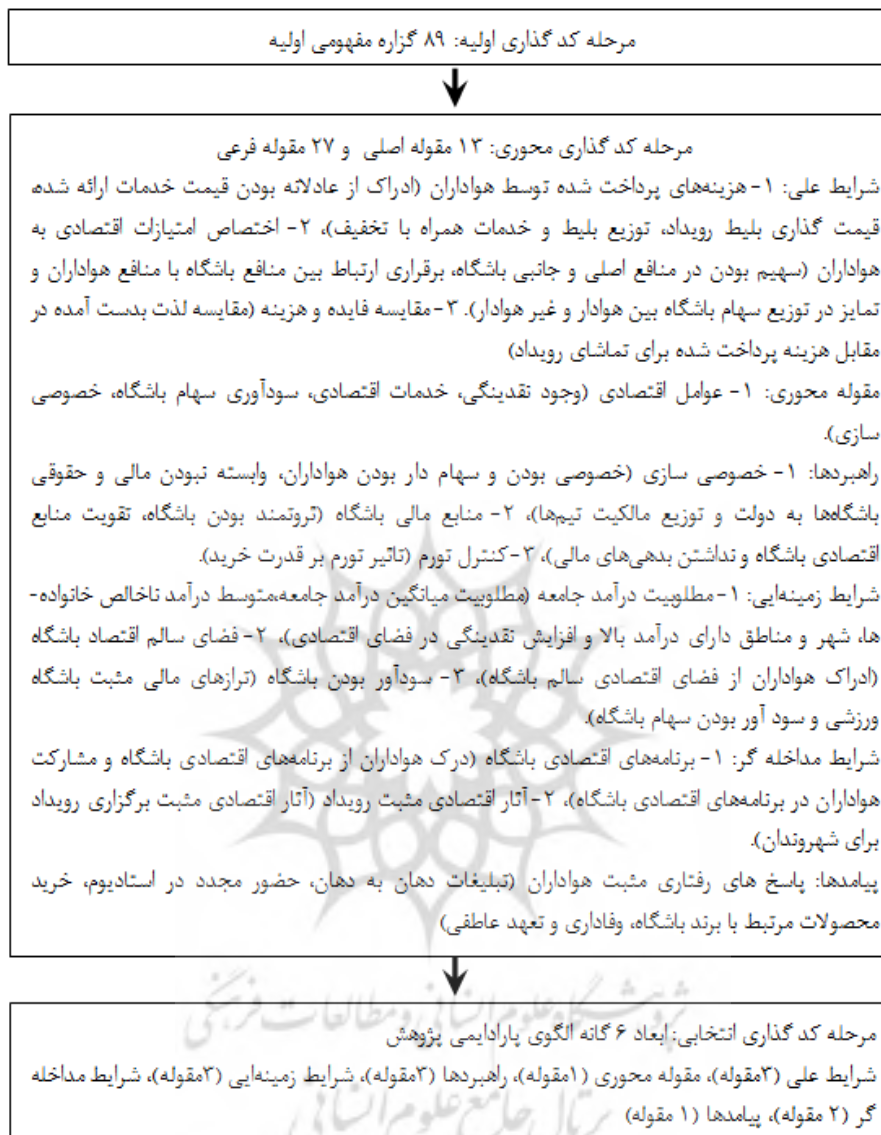 مرحله کد گذاری اولیه: ۸۹ گزاره مفهومی اولیه
مرحله کد گذاری محوری: ۱۳ مقوله اصلی و ۲۷ مقوله فرعی
شرایط علی: ۱- هزینه‌های پرداخت شده توسط هواداران (ادراک از عادلانه بودن قیمت خدمات ارائه شده،
قیمت گذاری بلیط رویداد، توزیع بلیط و خدمات همراه با تخفیف)، ۲- اختصاص امتیازات اقتصادی به
هواداران (سهیم بودن در منافع اصلی و جانبی باشگاه، برقراری ارتباط بین منافع باشگاه با منافع هواداران و
تمایز در توزیع سهام باشگاه بین هوادار و غیر هوادار). ۳- مقایسه فایده و هزینه (مقایسه لذت بدست آمده در
مقابل هزینه پرداخت شده برای تماشای رویداد)
مقوله محوری: ۱- عوامل اقتصادی (وجود نقدینگی، خدمات اقتصادی، سودآوری سهام باشگاه، خصوصی
سازی).
راهبردها: ۱- خصوصی سازی (خصوصی بودن و سهام دار بودن هواداران، وابسته نبودن مالی و حقوقی
باشگاه‌ها به دولت و توزیع مالکیت تیم‌ها)، ۲- منابع مالی باشگاه (ثروتمند بودن باشگاه، تقویت منابع
اقتصادی باشگاه و نداشتن بدهی‌های مالی)، ۳- کنترل تورم (تاثیر تورم بر قدرت خرید).
شرایط زمینه‌ایی: ۱- مطلوبیت درآمد جامعه (مطلوبیت میانگین درآمد جامعه،متوسط درآمد ناخالص خانواده-
ها، شهر و مناطق دارای درآمد بالا و افزایش نقدینگی در فضای اقتصادی)، ۲- فضای سالم اقتصاد باشگاه
(ادراک هواداران از فضای اقتصادی سالم باشگاه)، ۳- سودآور بودن باشگاه (ترازهای مالی مثبت باشگاه
ورزشی و سود آور بودن سهام باشگاه).
شرایط مداخله گر: ۱- برنامه‌های اقتصادی باشگاه (درک هواداران از برنامه‌های اقتصادی باشگاه و مشارکت
هواداران در برنامه‌های اقتصادی باشگاه)، ۲- آثار اقتصادی مثبت رویداد (آثار اقتصادی مثبت برگزاری رویداد
برای شهروندان).
پیامدها: پاسخ های رفتاری مثبت هواداران (تبلیغات دهان به دهان، حضور مجدد در استادیوم، خرید
محصولات مرتبط با برند باشگاه، وفاداری و تعهد عاطفی)
پژوهشگاه علوم انسانی و مطالعات فرهنگی
مرحله کد گذاری انتخابی: ابعاد ۶ گانه الگوی پارادایمی پژوهش
شرایط علی (۳مقوله)، مقوله محوری (۱مقوله)، راهبردها (۳مقوله)، شرایط زمینه‌ایی (۳مقوله)، شرایط مداخله
گر (۲ مقوله)، پیامدها (۱ مقوله)
پرتال جامع علوم انسانی